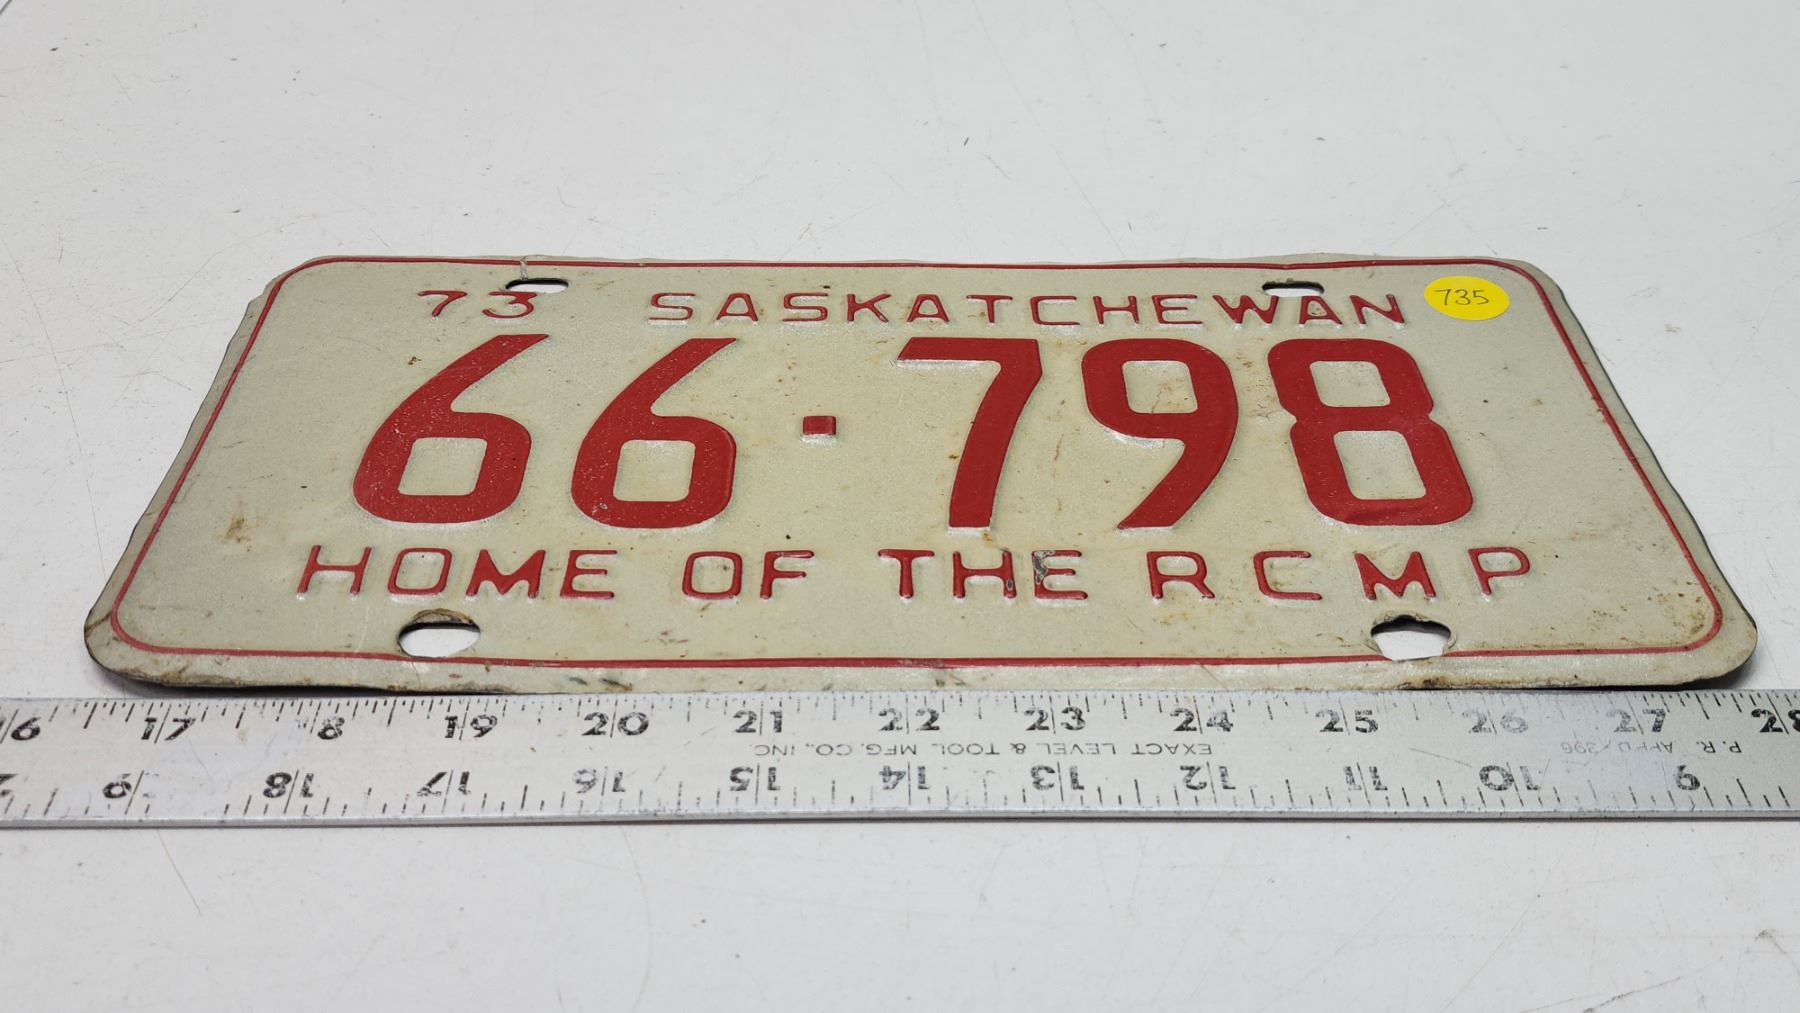 73 SASKATCHEWAN
735
66·798
HOME OF THE RCMP
16 17 18 19 20 21 22 23 24 25 26 27 28
EXACT LEVEL & TOOL MFG. CO., INC.
9 10 11 12 13 14 15 16 17 18 19